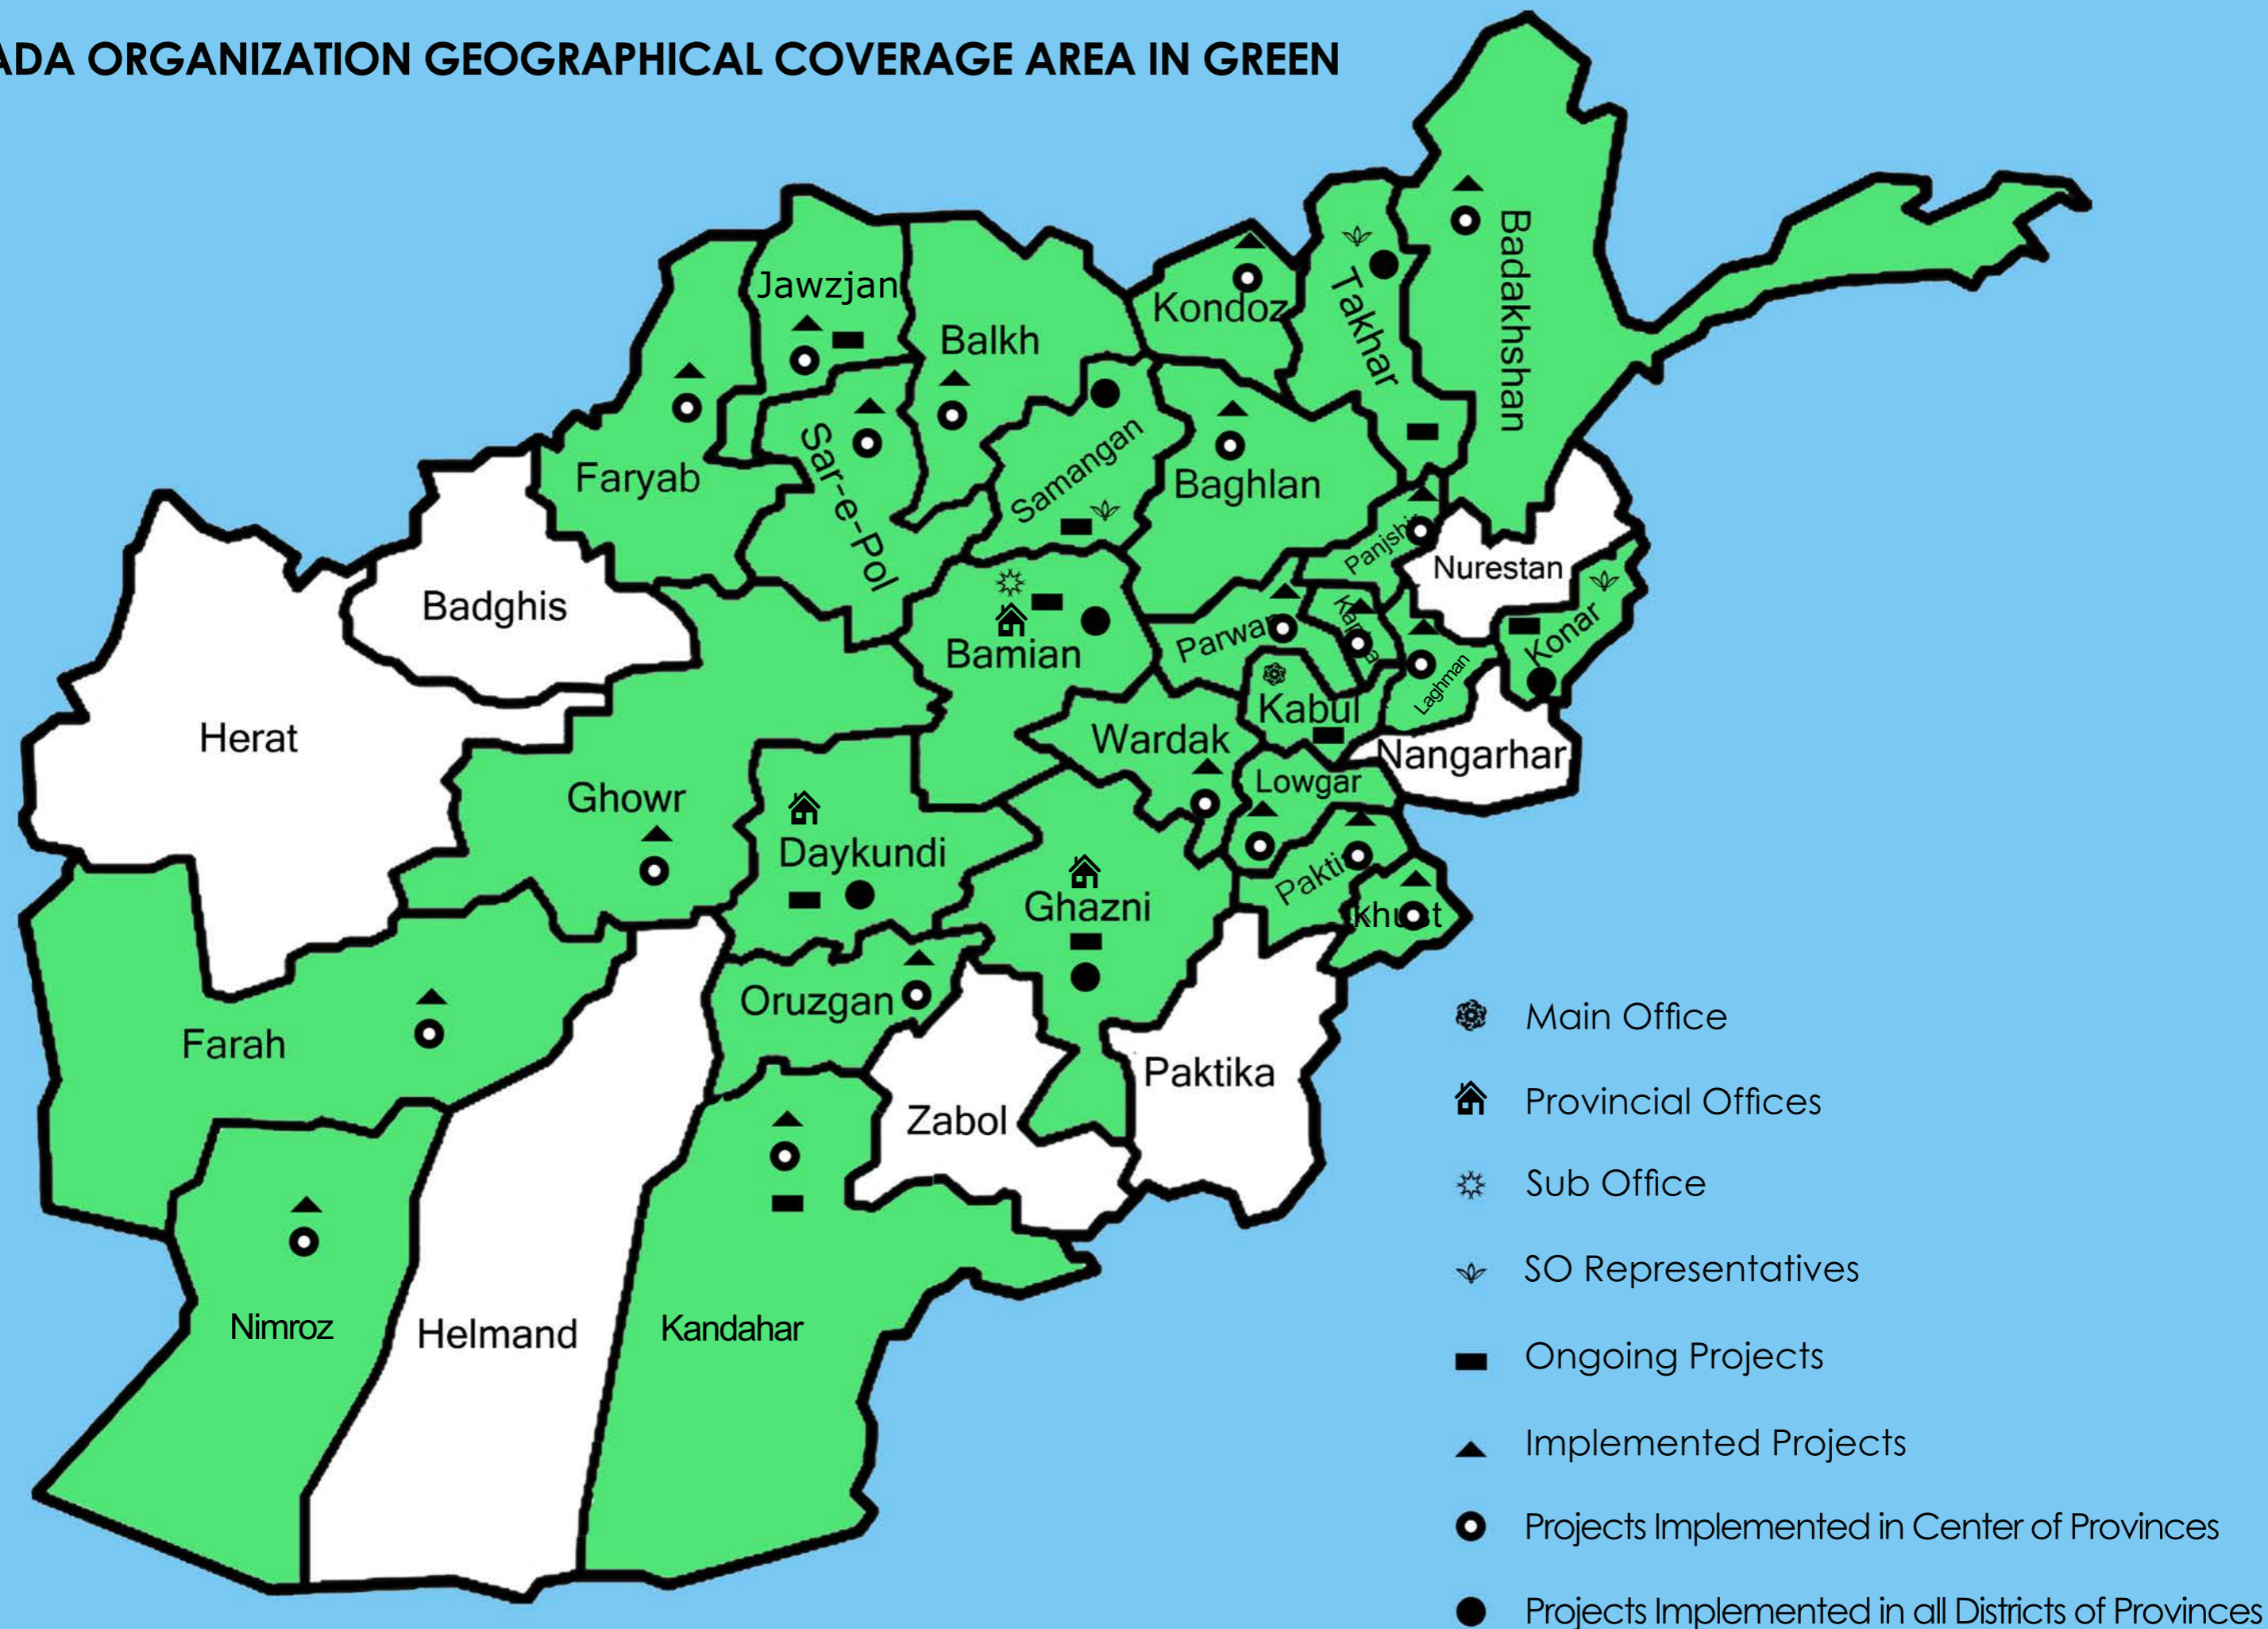 ADA ORGANIZATION GEOGRAPHICAL COVERAGE AREA IN GREEN
Badakhshan
Takhar
Kondoz
Jawzjan
Balkh
Samangan
Baghlan
Faryab
Sar-e-Pol
Panjshir
Nurestan
Badghis
Bamian
Parwan
Konar
Laghman
Kabul
Herat
Wardak
Nangarhar
Lowgar
Ghowr
Daykundi
Ghazni
khost
Oruzgan
Farah
Paktika
Zabol
Nimroz
Helmand
Kandahar
Main Office
Provincial Offices
Sub Office
SO Representatives
Ongoing Projects
Implemented Projects
Projects Implemented in Center of Provinces
Projects Implemented in all Districts of Provinces